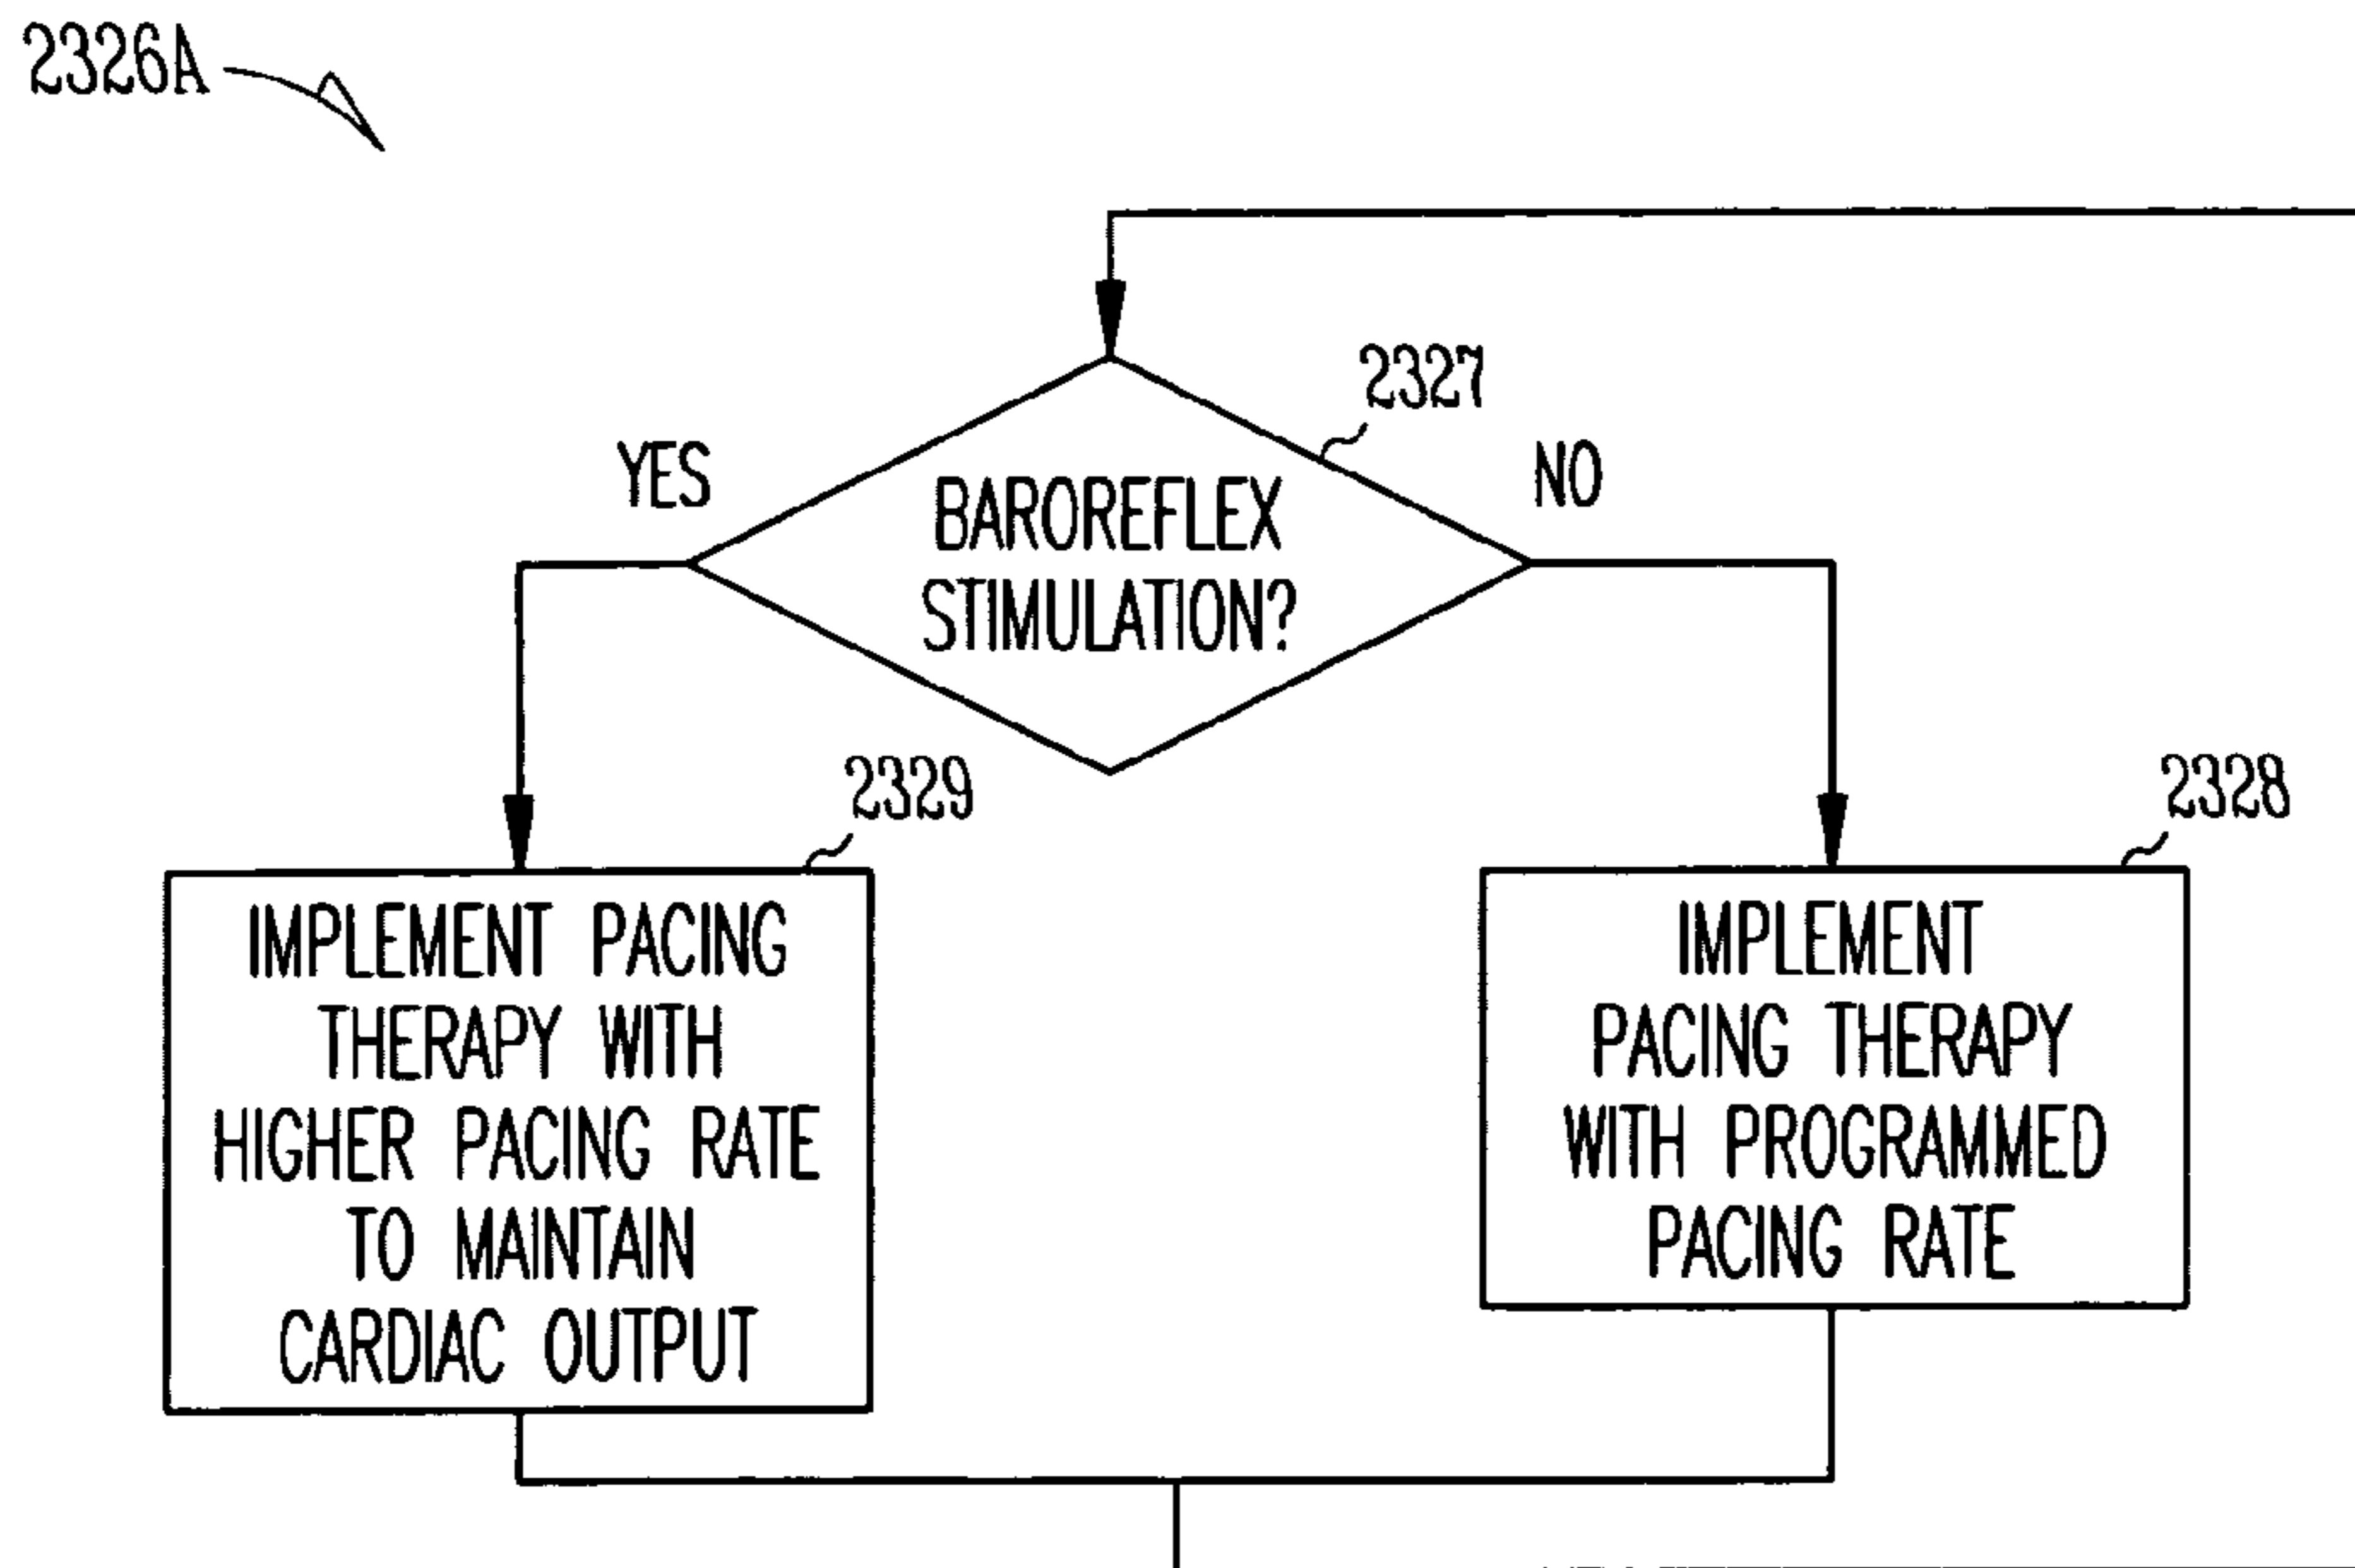 2326A
2327
YES
NO
BAROREFLEX
STIMULATION?
2329
2328
IMPLEMENT PACING
THERAPY WITH
HIGHER PACING RATE
TO MAINTAIN
CARDIAC OUTPUT
IMPLEMENT
PACING THERAPY
WITH PROGRAMMED
PACING RATE